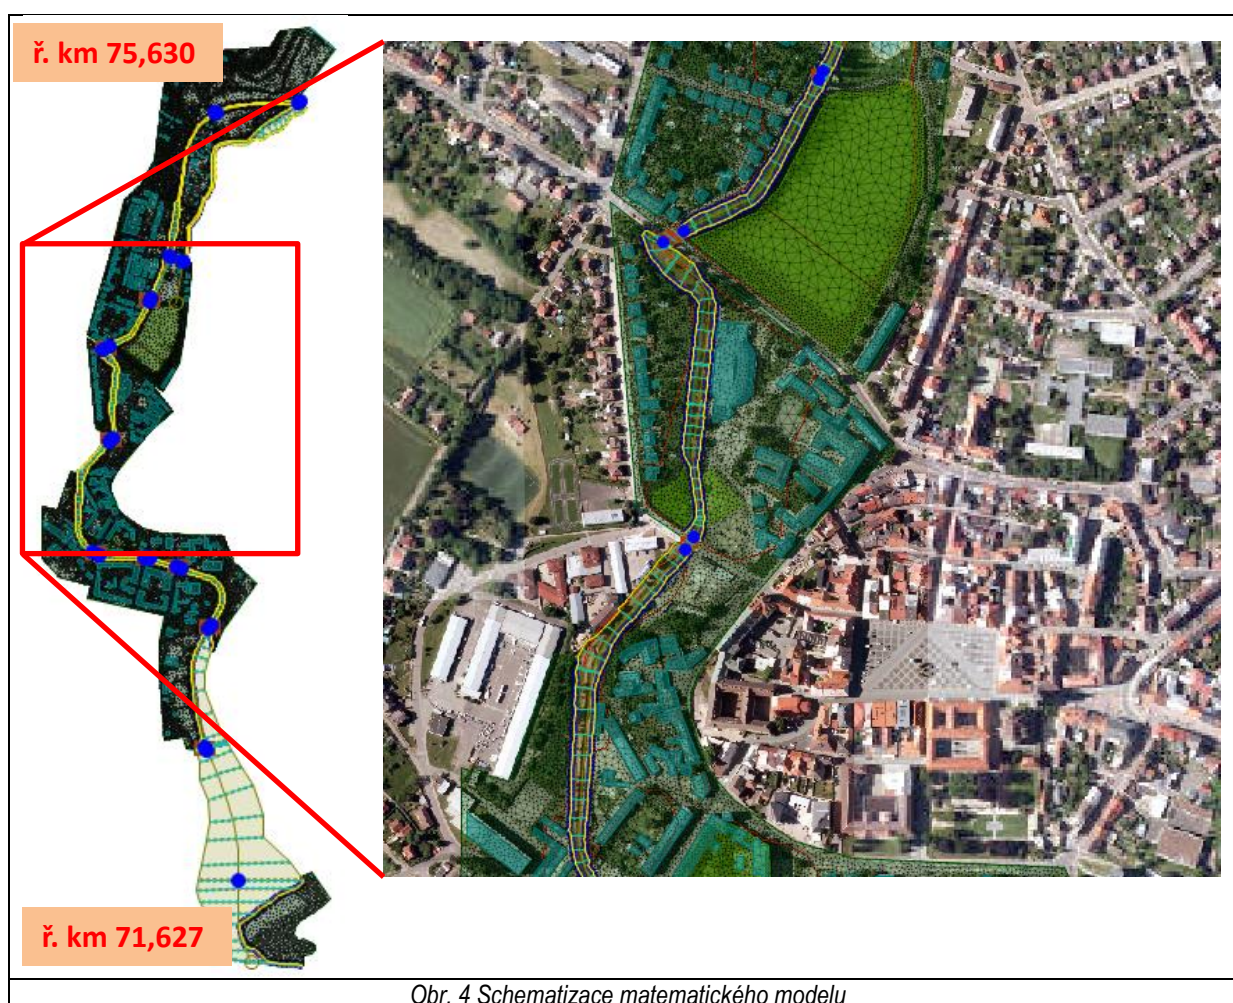 ř. km 75,630
ř. km 71,627
Obr. 4 Schematizace matematického modelu